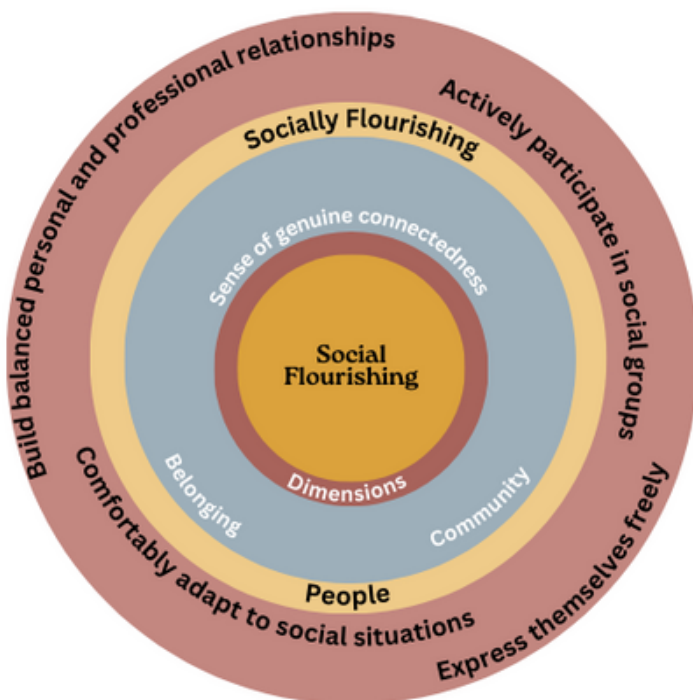 Build balanced personal and professional relationships
Actively participate in social groups
Socially Flourishing
Sense of genuine connectedness
Social
Flourishing
Dimensions
Belonging
Community
People
Comfortably adapt to social situations
Express themselves freely